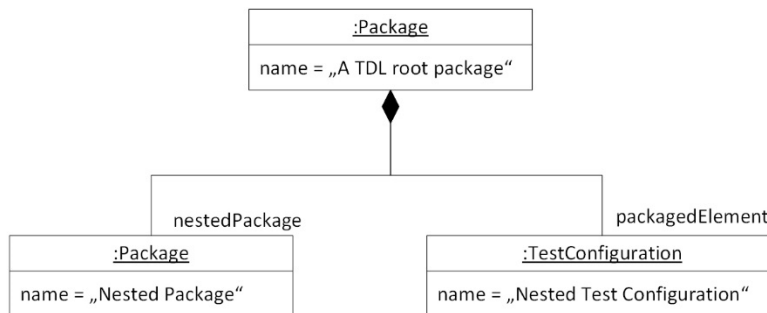 :Package
name = „A TDL root package“
nestedPackage
packagedElement
:Package
name = „Nested Package“
:TestConfiguration
name = „Nested Test Configuration“